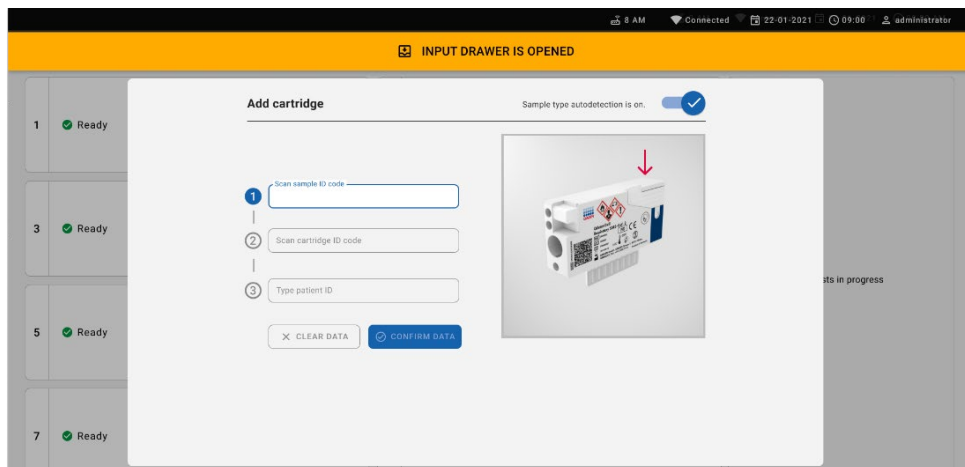 8 AM Connected 22-01-2021 09:00 administrator
INPUT DRAWER IS OPENED
Add cartridge
Sample type autodetection is on.
1 Ready
Scan sample ID code
1
2 Scan cartridge ID code
3 Ready
3 Type patient ID
sts in progress
5 Ready
CLEAR DATA
CONFIRM DATA
7 Ready